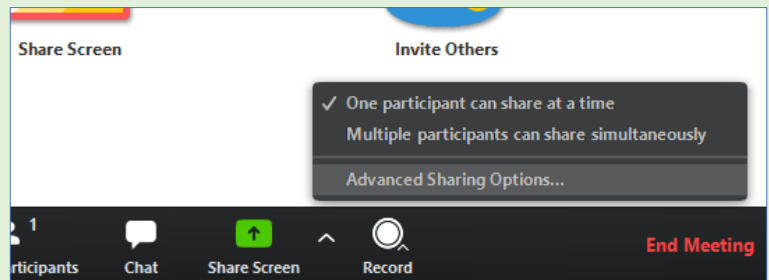 Share Screen
Invite Others
✓ One participant can share at a time
Multiple participants can share simultaneously
Advanced Sharing Options...
1
rticipants
Chat
Share Screen
Record
End Meeting